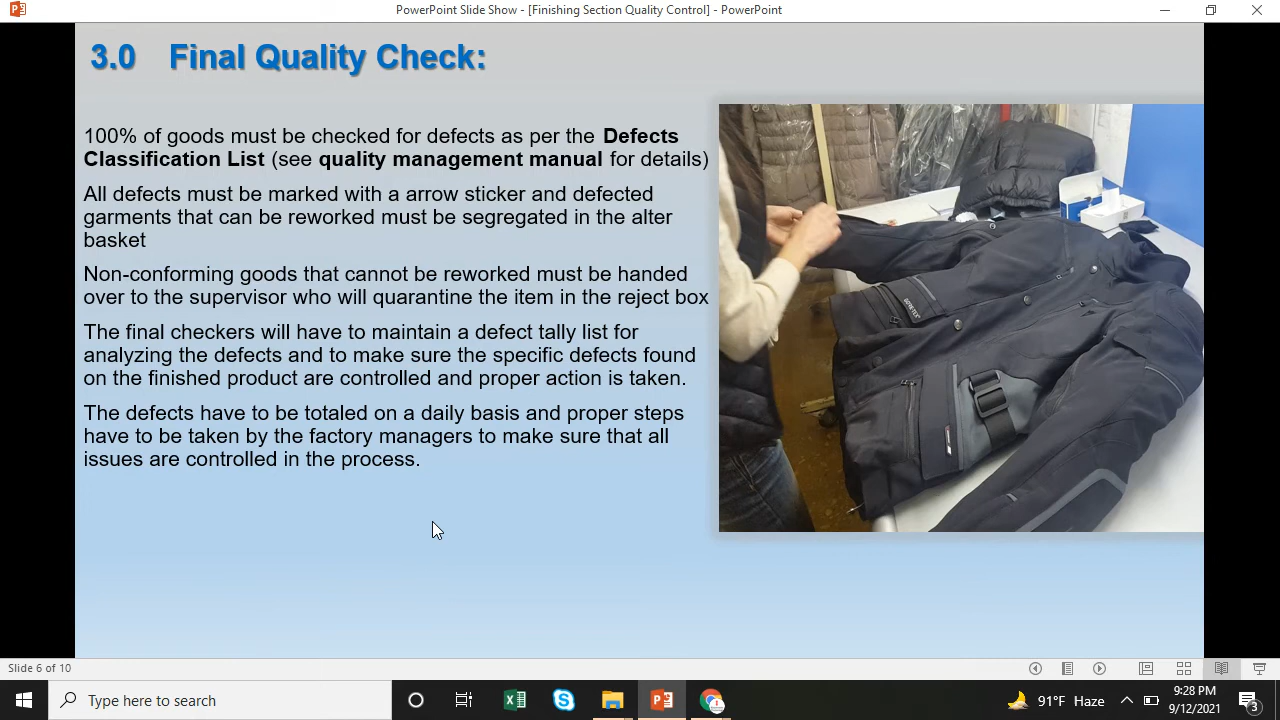 PowerPoint Slide Show - [Finishing Section Quality Control] - PowerPoint
3.0 Final Quality Check:
100% of goods must be checked for defects as per the Defects
Classification List (see quality management manual for details)
All defects must be marked with a arrow sticker and defected
garments that can be reworked must be segregated in the alter
basket
Non-conforming goods that cannot be reworked must be handed
over to the supervisor who will quarantine the item in the reject box
The final checkers will have to maintain a defect tally list for
analyzing the defects and to make sure the specific defects found
on the finished product are controlled and proper action is taken.
The defects have to be totaled on a daily basis and proper steps
have to be taken by the factory managers to make sure that all
issues are controlled in the process.
GORE-TEX
Slide 6 of 10
Type here to search
91°F Haze
9:28 PM
9/12/2021
3